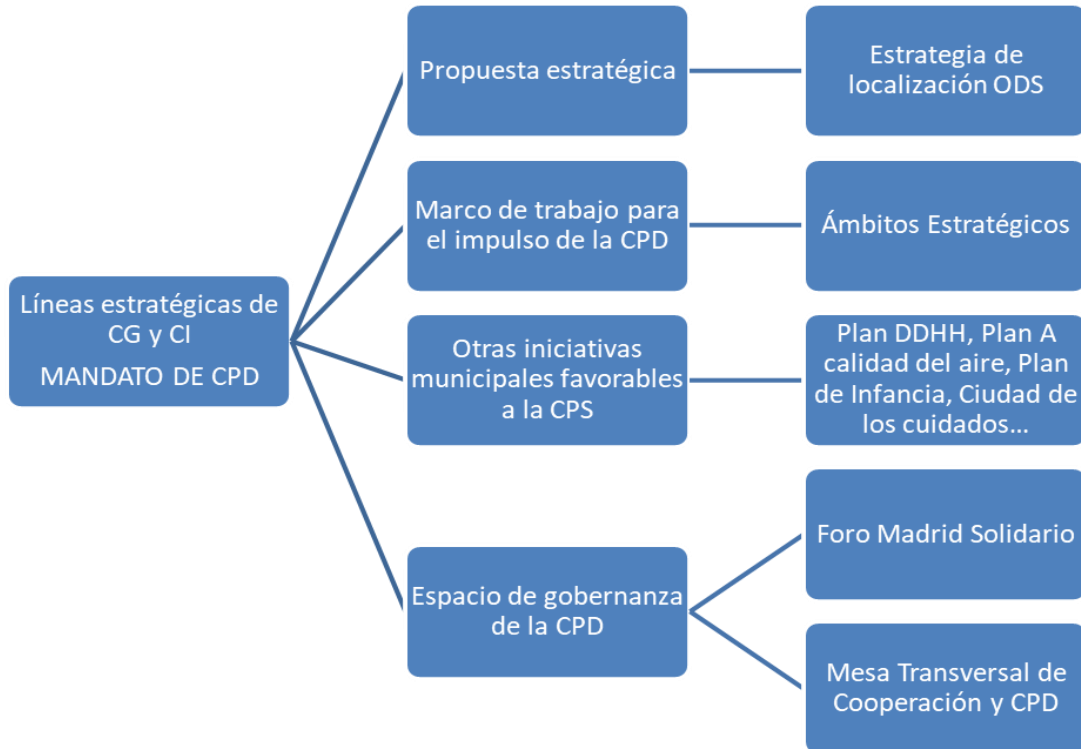 Líneas estratégicas de
CG y CI
MANDATO DE CPD
Propuesta estratégica
Estrategia de
localización ODS
Marco de trabajo para
el impulso de la CPD
Ámbitos Estratégicos
Otras iniciativas
municipales favorables
a la CPS
Plan DDHH, Plan A
calidad del aire, Plan
de Infancia, Ciudad de
los cuidados...
Espacio de gobernanza
de la CPD
Foro Madrid Solidario
Mesa Transversal de
Cooperación y CPD